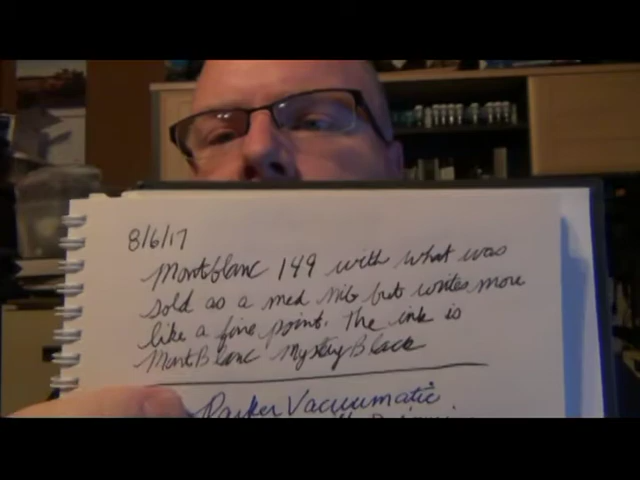 8/6/17
Montblanc 149 with what was
sold as a med nib but writes more
like a fine point. The ink is
MontBlanc Mystery Black
Parker Vacuumatic